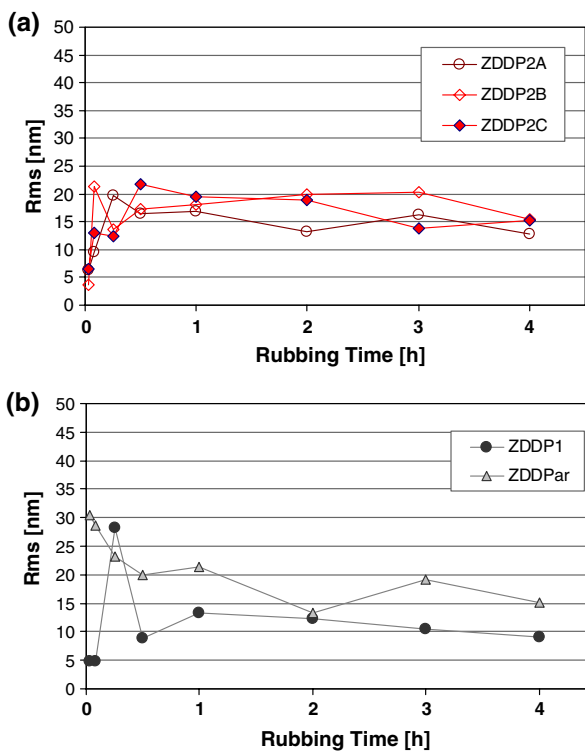 (a)
50
45
40
35
30
25
20
15
10
5
0
Rms [nm]
ZDDP2A
ZDDP2B
ZDDP2C
0 1 2 3 4
Rubbing Time [h]
(b)
50
45
40
35
30
25
20
15
10
5
0
Rms [nm]
ZDDP1
ZDDPar
0 1 2 3 4
Rubbing Time [h]